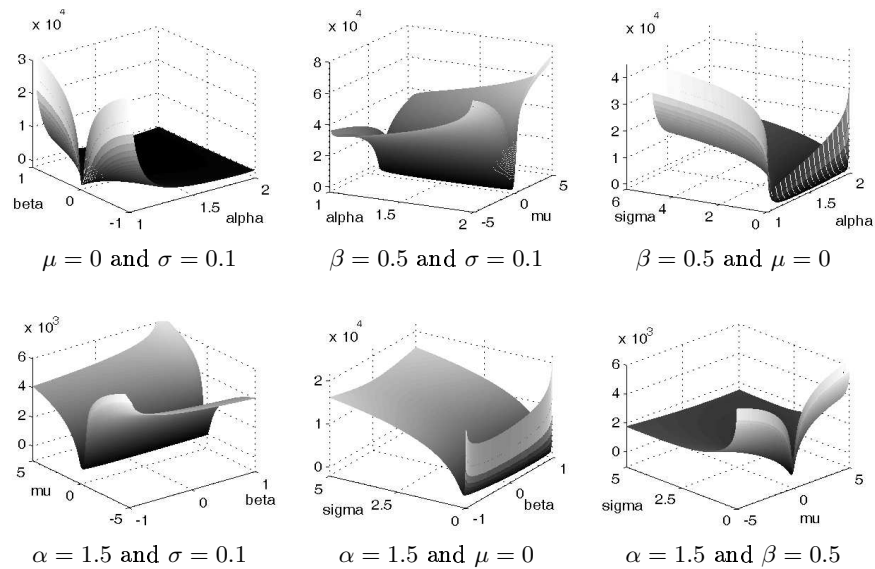 x 10^4
3
2
1
0
1
beta
0
-1
1
1.5
alpha
2
μ = 0 and σ = 0.1
x 10^4
8
6
4
2
0
1
alpha
1.5
2
-5
mu
5
β = 0.5 and σ = 0.1
x 10^4
4
3
2
1
0
6
sigma
4
2
0
1
1.5
alpha
2
β = 0.5 and μ = 0
x 10^3
6
4
2
0
5
mu
0
-5
-1
0
beta
1
α = 1.5 and σ = 0.1
x 10^4
2
1
0
5
sigma
2.5
0
-1
0
beta
1
α = 1.5 and μ = 0
x 10^3
6
4
2
0
5
sigma
2.5
0
-5
0
mu
5
α = 1.5 and β = 0.5